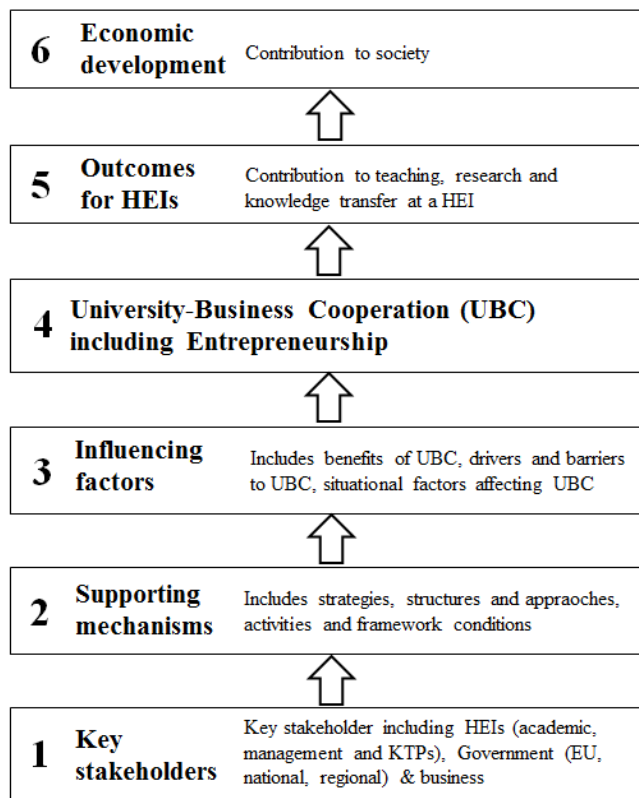 6
Economic
development
Contribution to society
5
Outcomes
for HEIs
Contribution to teaching, research and
knowledge transfer at a HEI
4
University-Business Cooperation (UBC)
including Entrepreneurship
3
Influencing
factors
Includes benefits of UBC, drivers and barriers
to UBC, situational factors affecting UBC
2
Supporting
mechanisms
Includes strategies, structures and appraoches,
activities and framework conditions
1
Key
stakeholders
Key stakeholder including HEIs (academic,
management and KTPs), Government (EU,
national, regional) & business